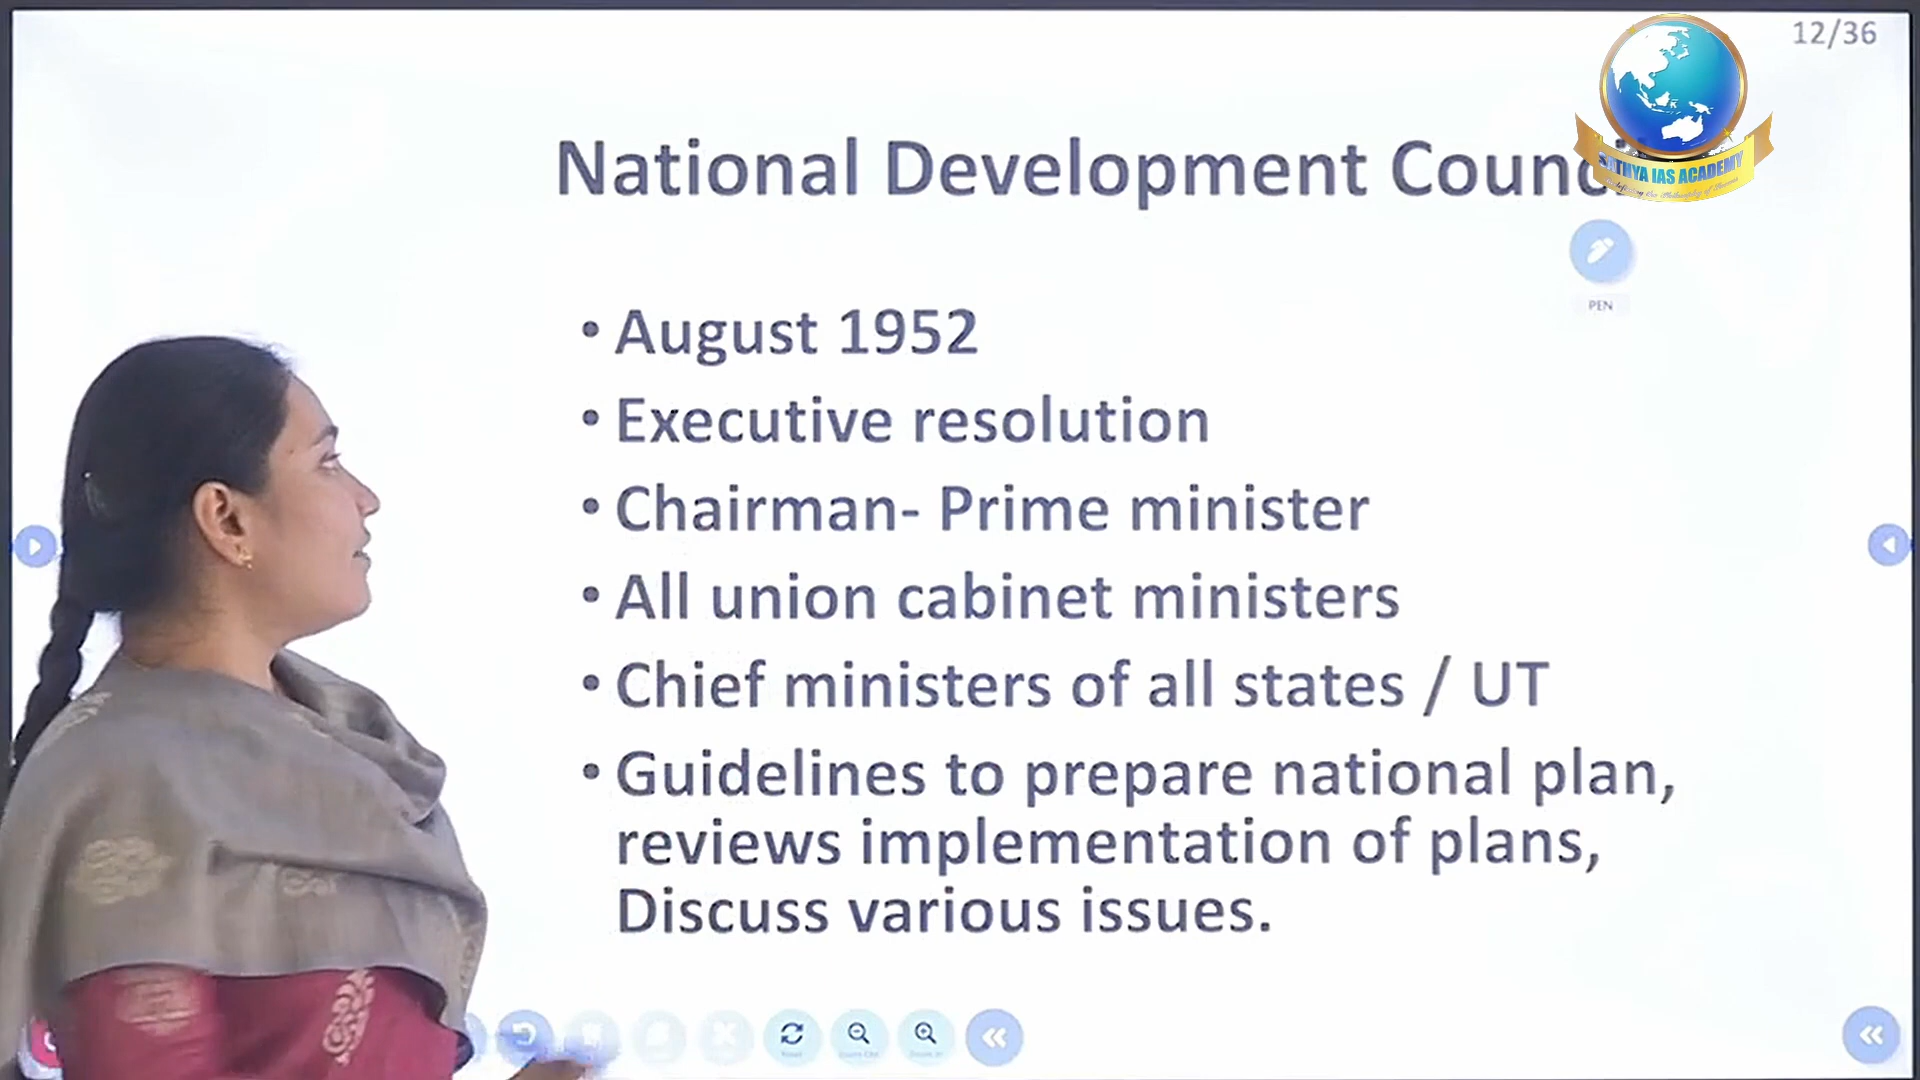 12/36
National Development Council
SATHYA IAS ACADEMY
PEN
• August 1952
• Executive resolution
• Chairman- Prime minister
• All union cabinet ministers
• Chief ministers of all states / UT
• Guidelines to prepare national plan,
reviews implementation of plans,
Discuss various issues.